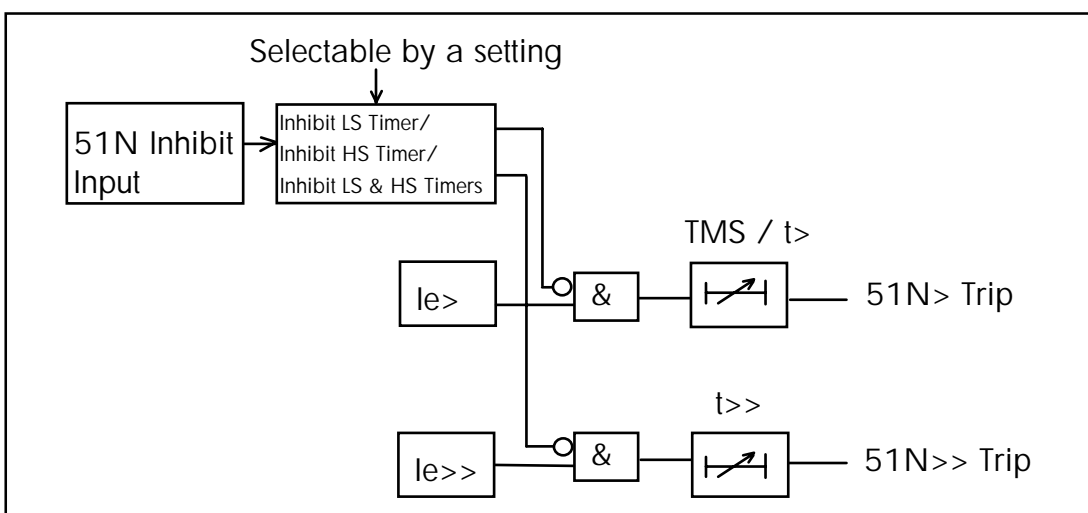 Selectable by a setting
51N Inhibit
Input
Inhibit LS Timer/
Inhibit HS Timer/
Inhibit LS & HS Timers
TMS / t>
Ie>
&
51N> Trip
t>>
Ie>>
&
51N>> Trip